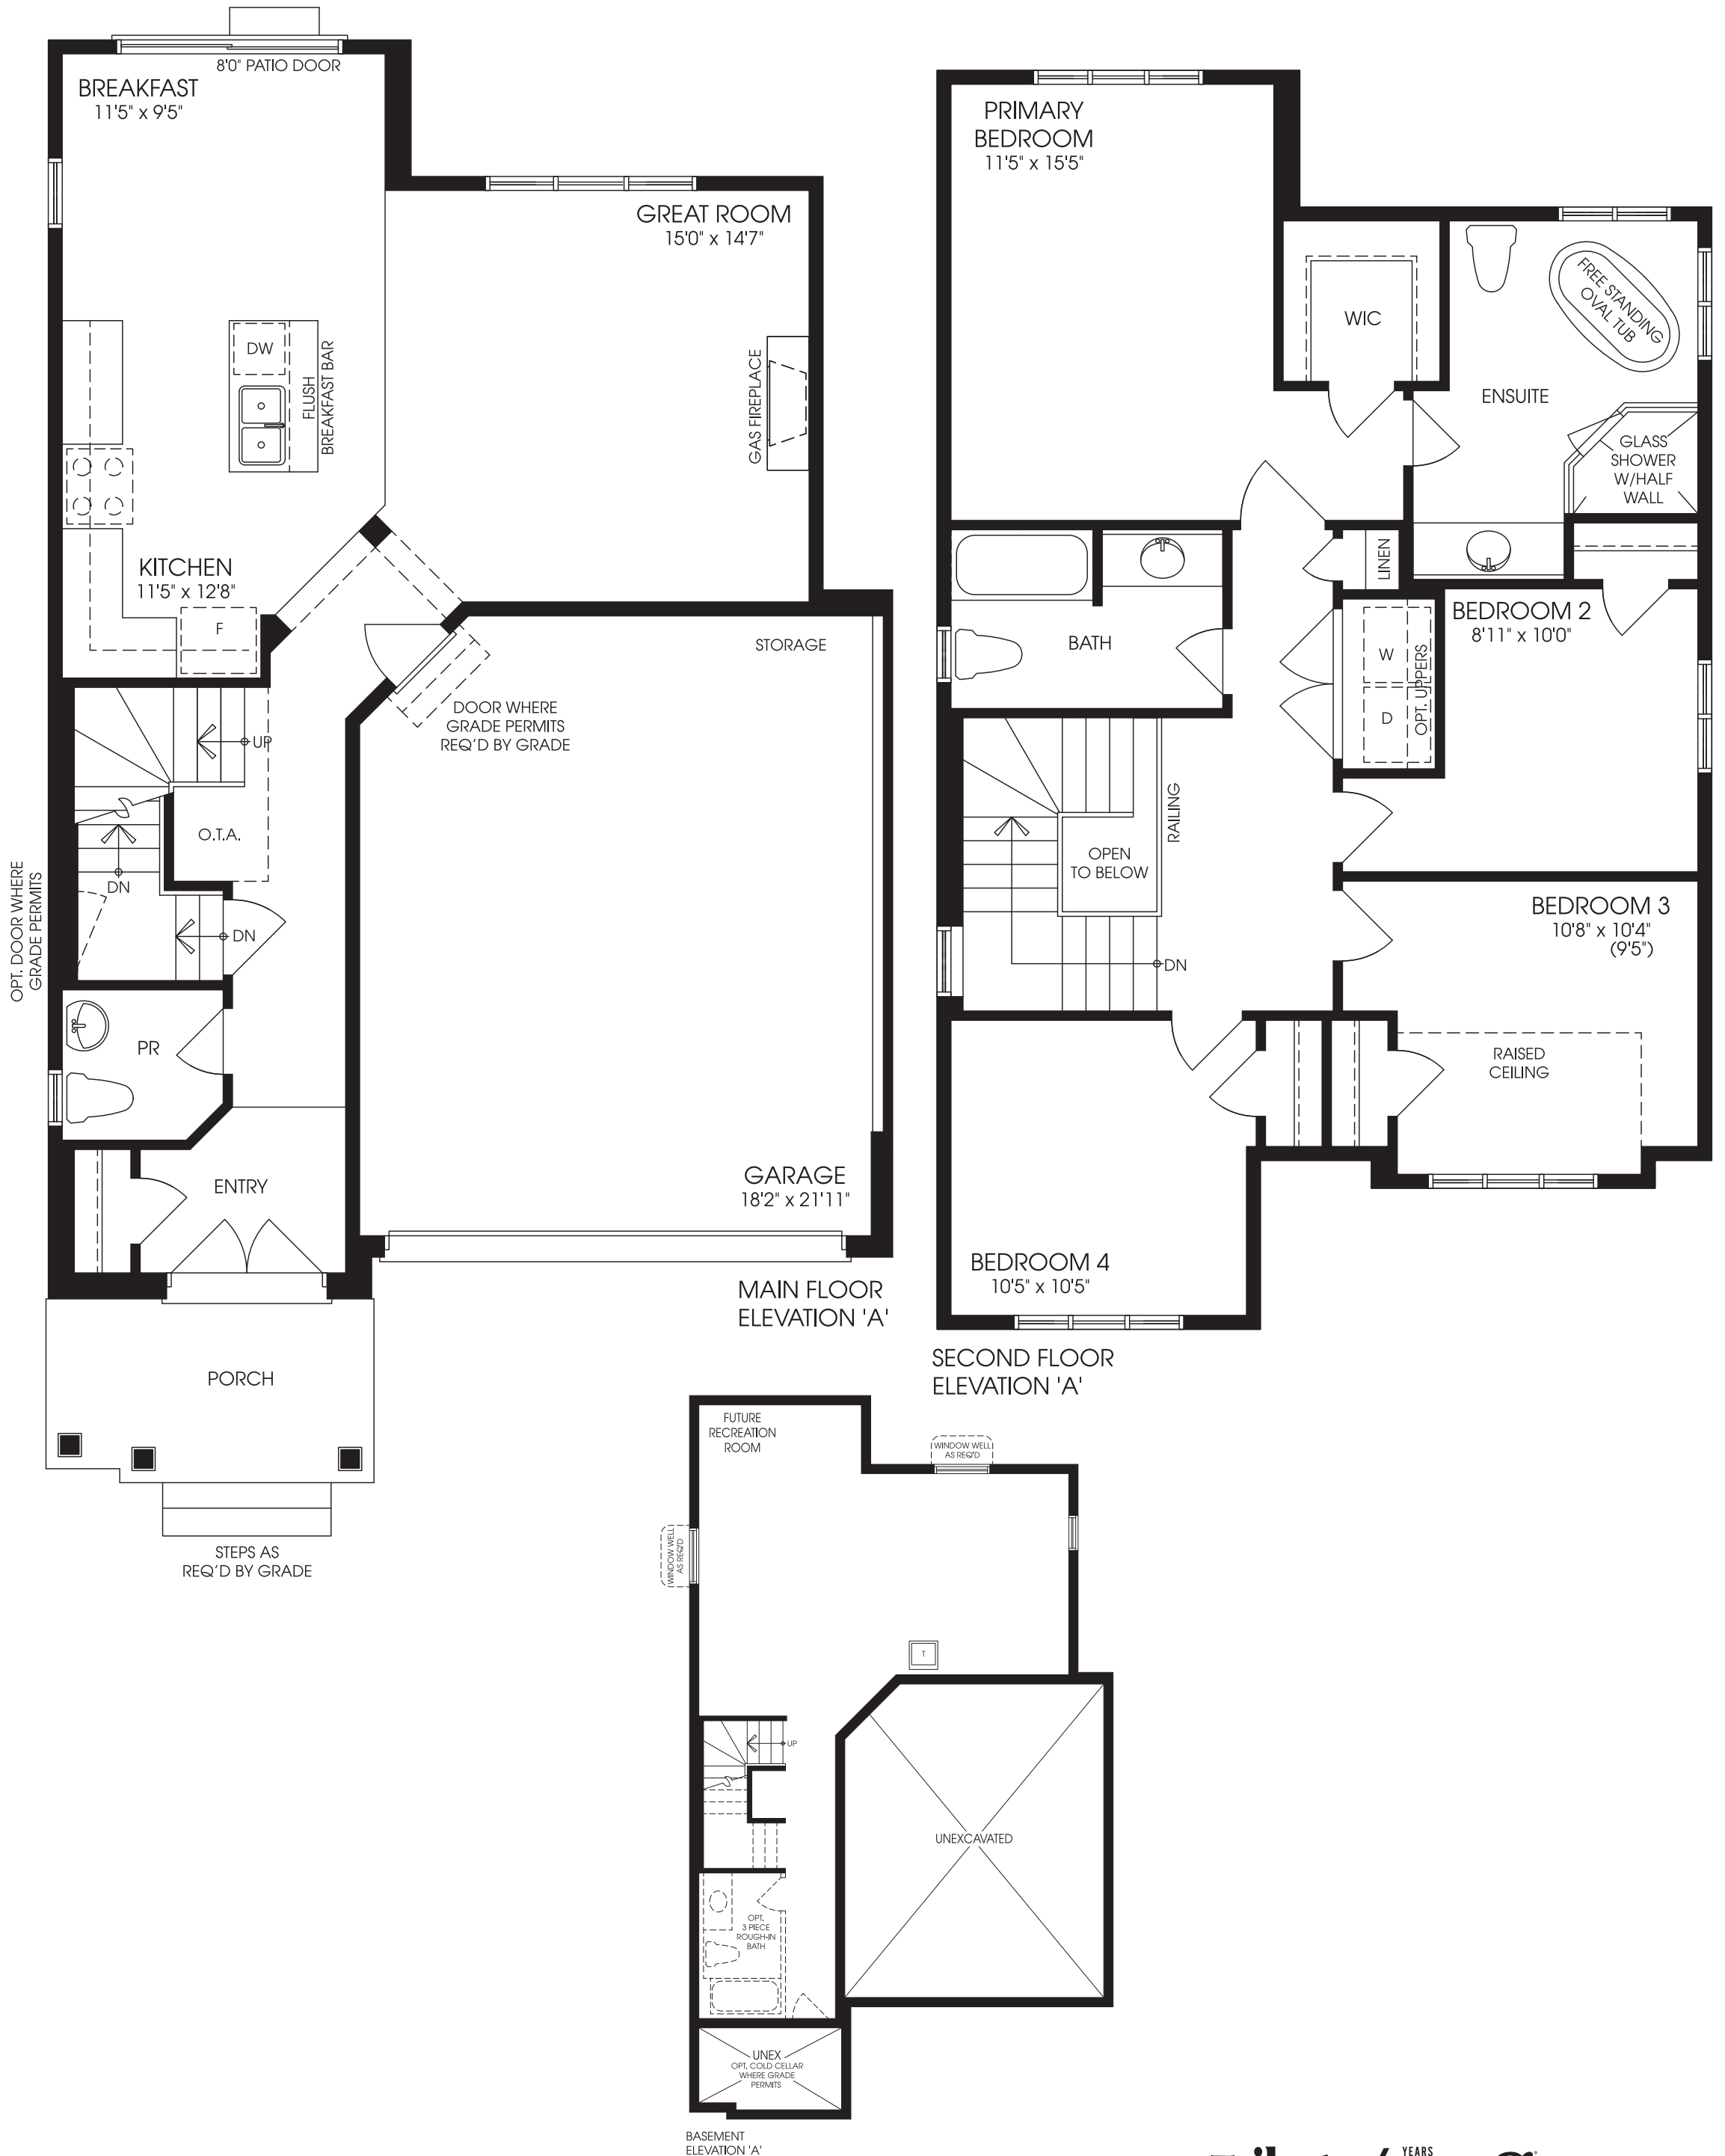 8'0" PATIO DOOR
BREAKFAST
11'5" x 9'5"
GREAT ROOM
15'0" x 14'7"
DW
FLUSH
BREAKFAST BAR
GAS FIREPLACE
KITCHEN
11'5" x 12'8"
F
STORAGE
DOOR WHERE
GRADE PERMITS
REQ'D BY GRADE
UP
O.T.A.
DN
DN
OPT. DOOR WHERE
GRADE PERMITS
PR
ENTRY
GARAGE
18'2" x 21'11"
MAIN FLOOR
ELEVATION 'A'
PORCH
STEPS AS
REQ'D BY GRADE
PRIMARY
BEDROOM
11'5" x 15'5"
WIC
FREE STANDING
OVAL TUB
ENSUITE
GLASS
SHOWER
W/HALF
WALL
LINEN
BATH
W
D
OPT. UPPERS
BEDROOM 2
8'11" x 10'0"
RAILING
OPEN
TO BELOW
DN
BEDROOM 3
10'8" x 10'4"
(9'5")
RAISED
CEILING
BEDROOM 4
10'5" x 10'5"
SECOND FLOOR
ELEVATION 'A'
FUTURE
RECREATION
ROOM
WINDOW WELL
AS REQ'D
WINDOW WELL
AS REQ'D
T
UP
UNEXCAVATED
OPT.
3 PIECE
ROUGH-IN
BATH
UNEX
OPT. COLD CELLAR
WHERE GRADE
PERMITS
BASEMENT
ELEVATION 'A'
YEARS